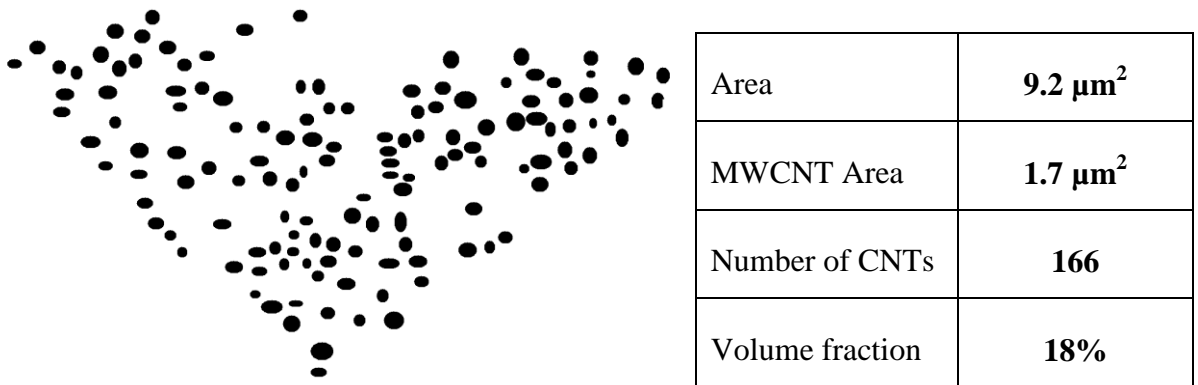 Area 9.2 µm²
MWCNT Area 1.7 µm²
Number of CNTs 166
Volume fraction 18%